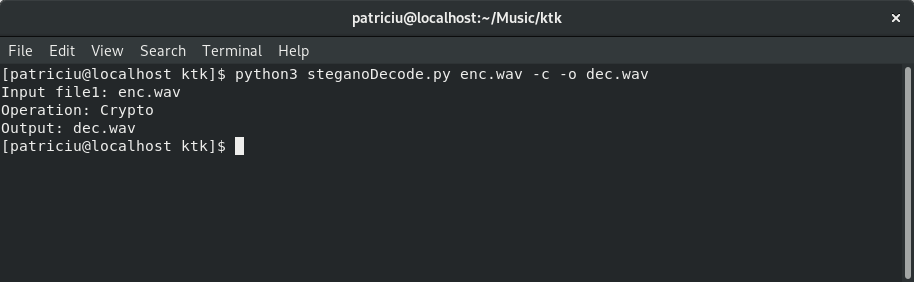 patriciu@localhost:~/Music/ktk
File Edit View Search Terminal Help
[patriciu@localhost ktk]$ python3 steganoDecode.py enc.wav -c -o dec.wav
Input file1: enc.wav
Operation: Crypto
Output: dec.wav
[patriciu@localhost ktk]$